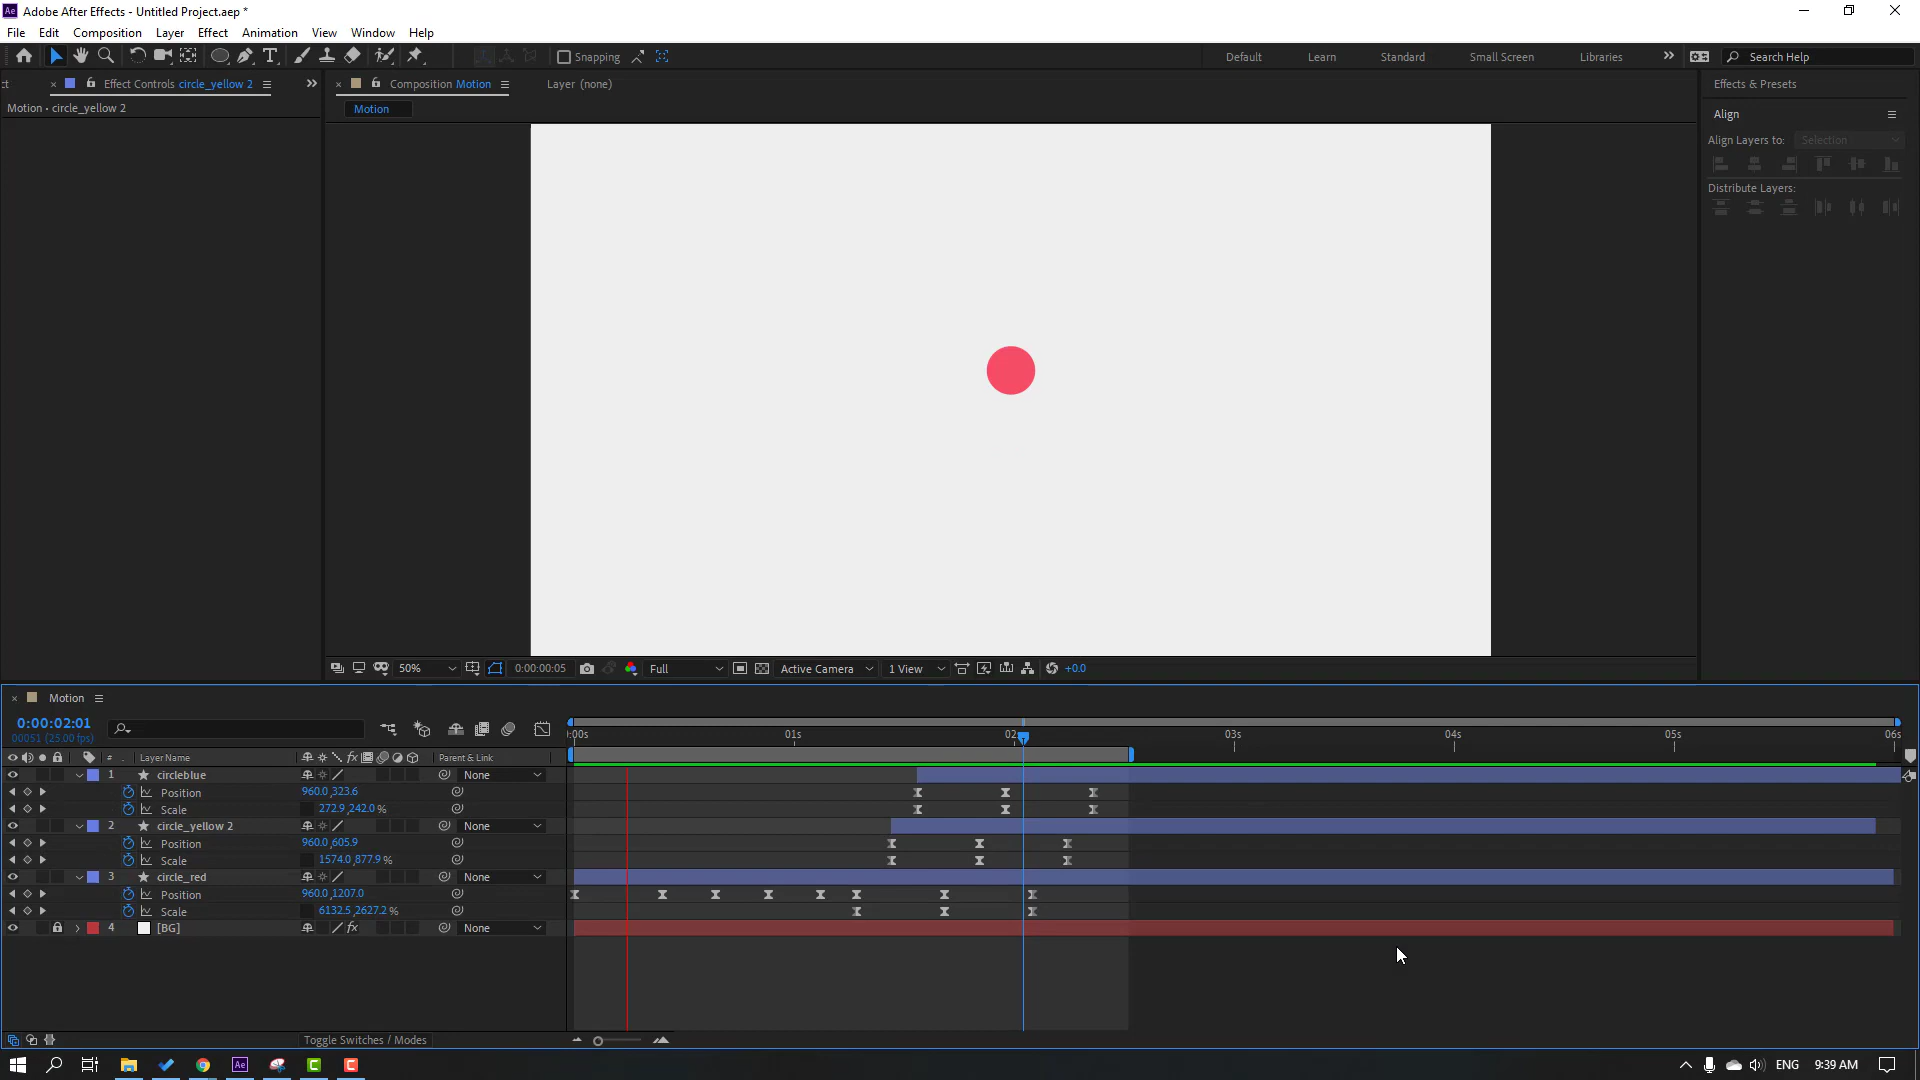 Ae Adobe After Effects - Untitled Project.aep *
File Edit Composition Layer Effect Animation View Window Help
Snapping Default Learn Standard Small Screen Libraries Search Help
ct Effect Controls circle_yellow 2 Composition Motion Layer (none) Effects & Presets
Motion • circle_yellow 2
Motion
Align
Align Layers to: Selection
Distribute Layers:
50% 0:00:00:05 Full Active Camera 1 View +0.0
Motion
0:00:02:01
00051 (25.00 fps)
:00s 01s 02 03s 04s 05s 06s
# . Layer Name fx Parent & Link
1 circleblue None
Position 960.0,323.6
Scale 272.9,242.0 %
2 circle_yellow 2 None
Position 960.0,605.9
Scale 1574.0,877.9 %
3 circle_red None
Position 960.0,1207.0
Scale 6132.5,2627.2 %
4 [BG] fx None
Toggle Switches / Modes
Ae C C ENG 9:39 AM